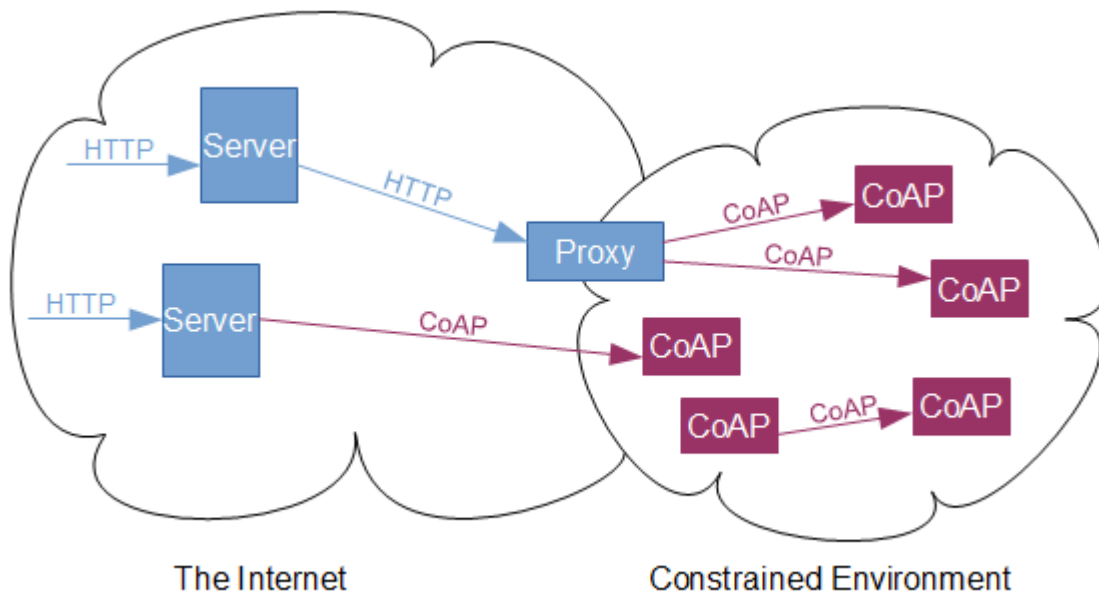 HTTP
Server
HTTP
Proxy
CoAP
CoAP
CoAP
CoAP
HTTP
Server
CoAP
CoAP
CoAP
CoAP
CoAP
The Internet
Constrained Environment